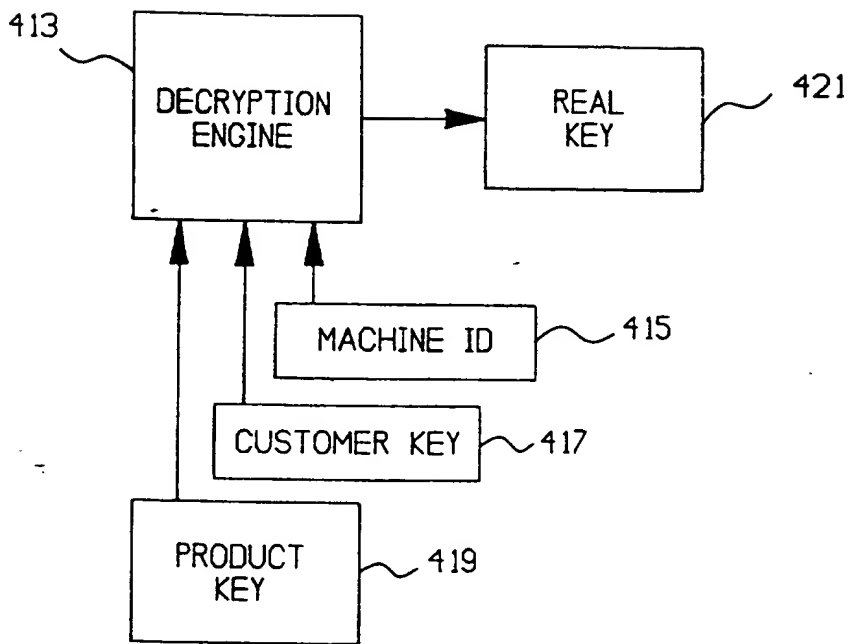 413
DECRYPTION
ENGINE
REAL
KEY
421
MACHINE ID
415
CUSTOMER KEY
417
PRODUCT
KEY
419